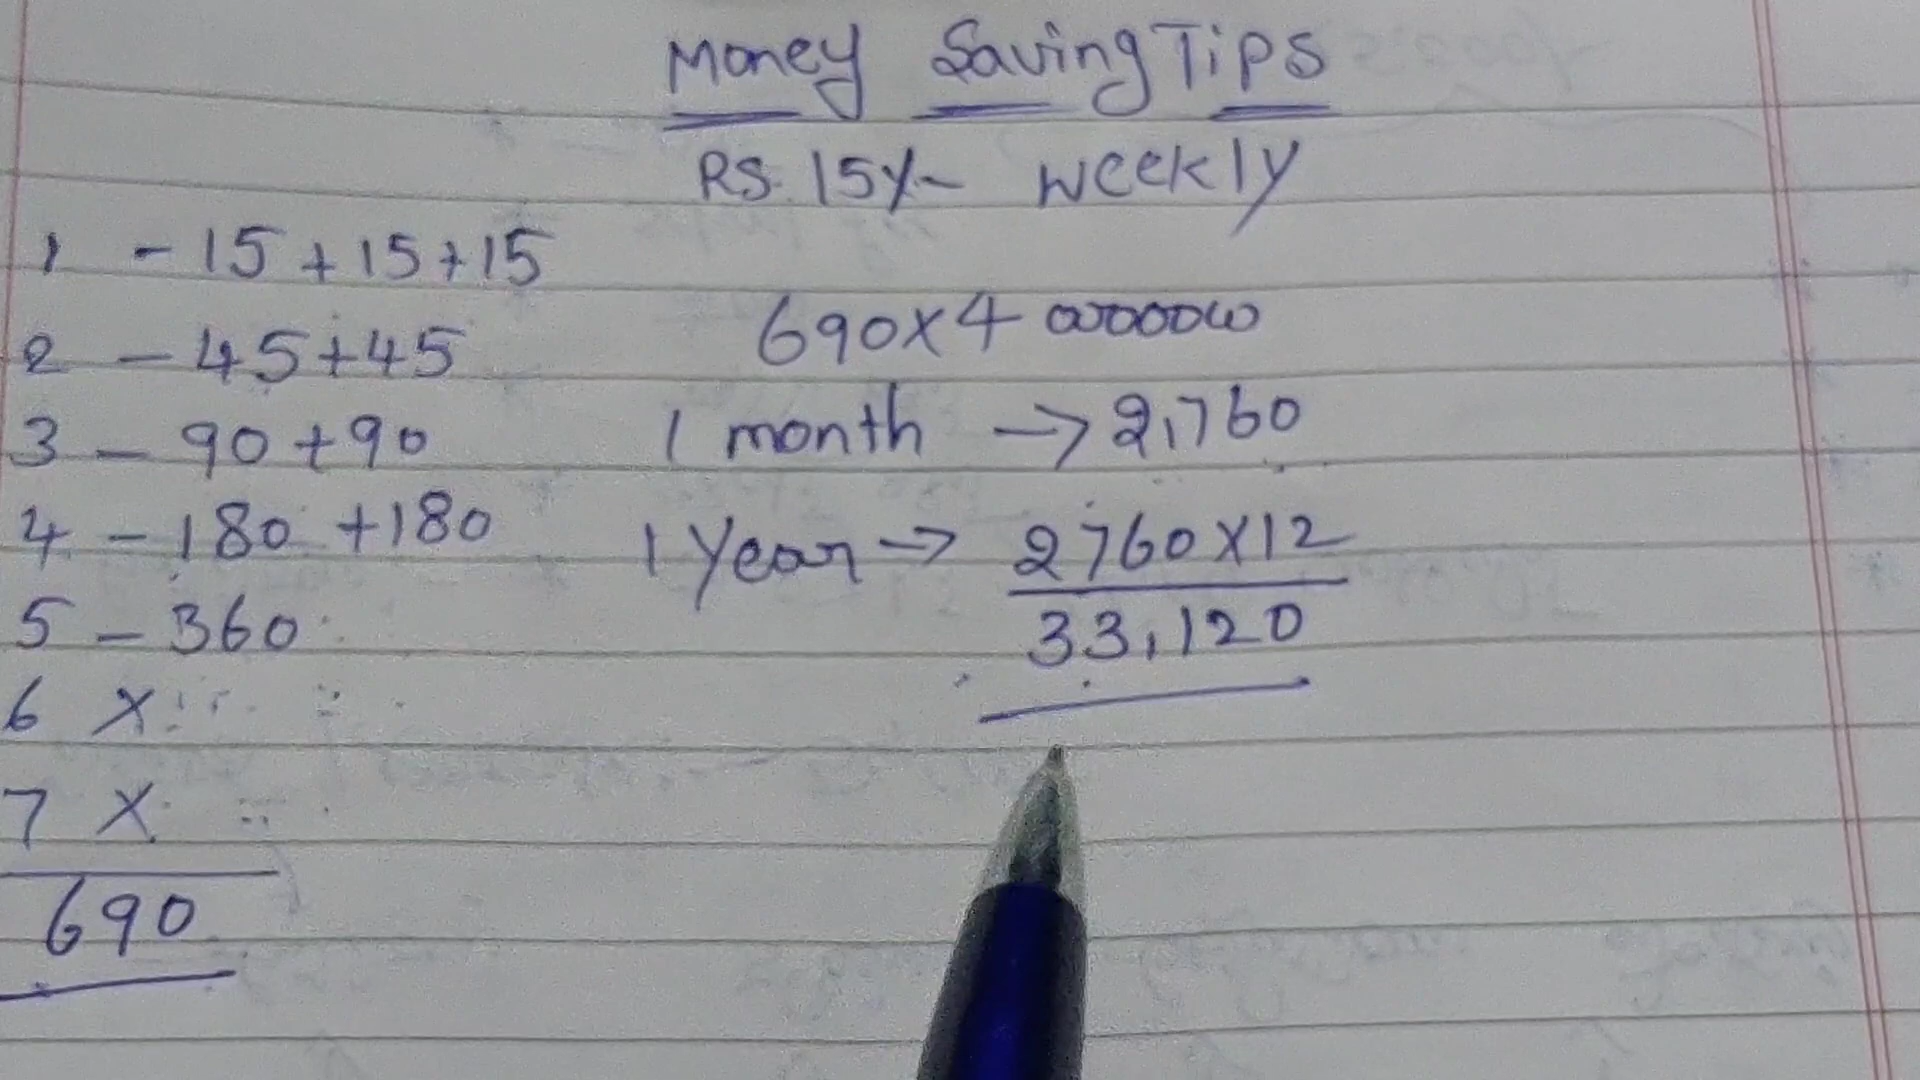 Money Saving Tips
RS. 15/- weekly
1 - 15+15+15
2 - 45+45
3 - 90+90
4 - 180+180
5 - 360
6 x
7 x
690
690x4
1 month → 2,760
1 Year → 2760x12
33,120